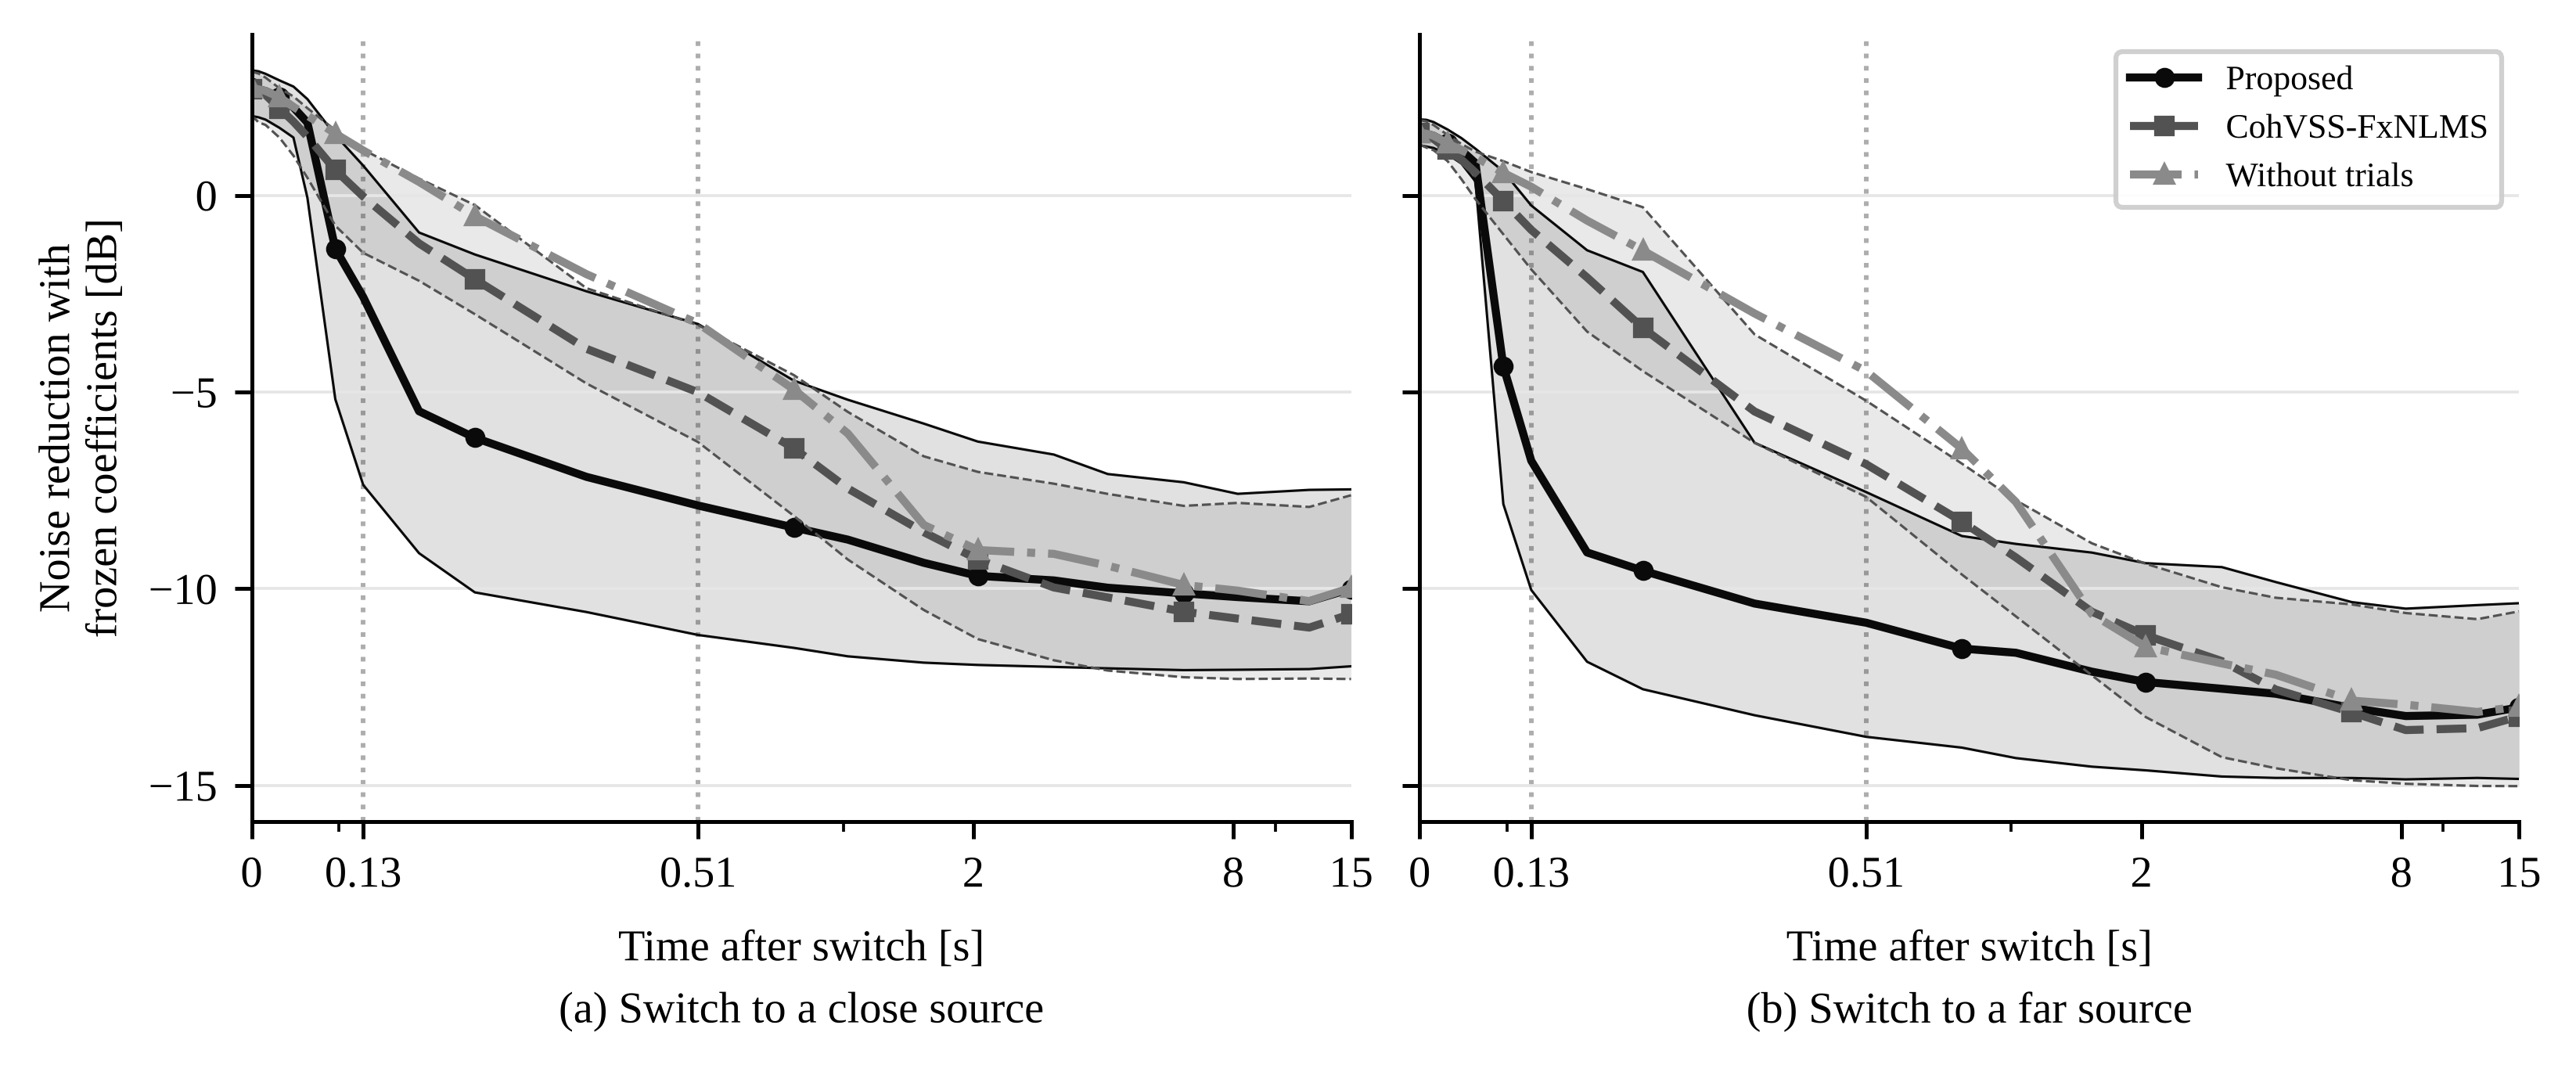 Noise reduction with
frozen coefficients [dB]
0
−5
−10
−15
0 0.13 0.51 2 8 15
Time after switch [s]
(a) Switch to a close source
Proposed
CohVSS-FxNLMS
Without trials
0 0.13 0.51 2 8 15
Time after switch [s]
(b) Switch to a far source